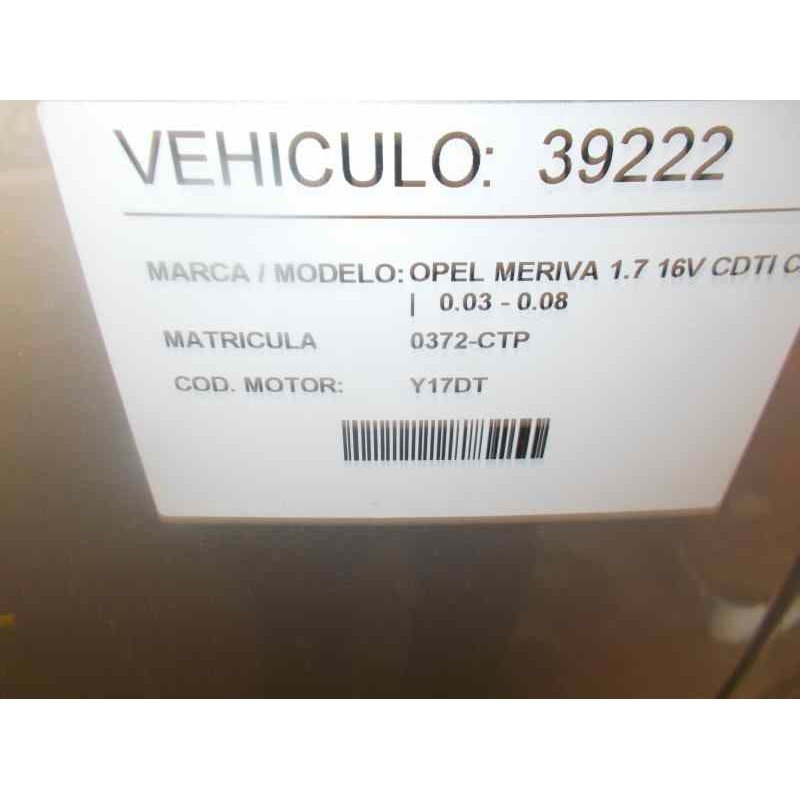 VEHICULO: 39222
MARCA / MODELO: OPEL MERIVA 1.7 16V CDTI
| 0.03 - 0.08
MATRICULA 0372-CTP
COD. MOTOR: Y17DT